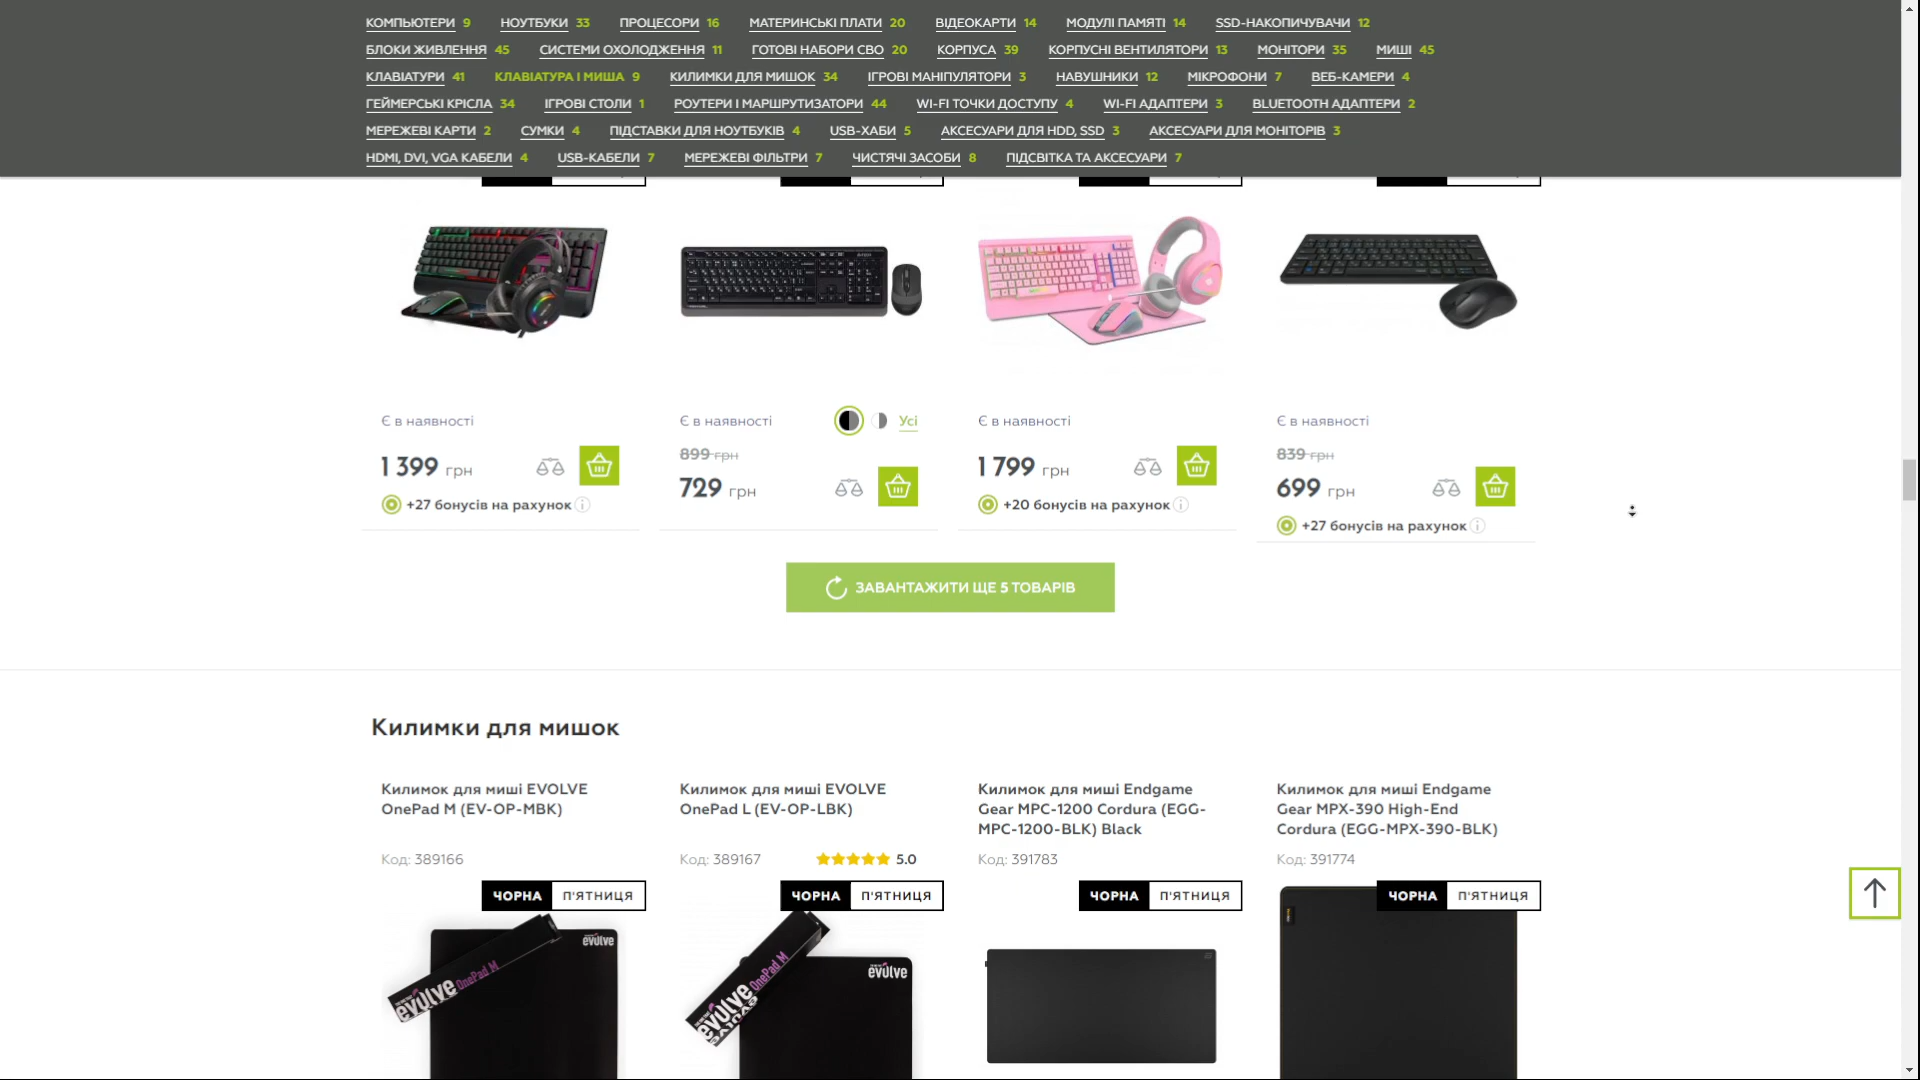 КОМПЬЮТЕРИ 9 НОУТБУКИ 33 ПРОЦЕСОРИ 16 МАТЕРИНСЬКІ ПЛАТИ 20 ВІДЕОКАРТИ 14 МОДУЛІ ПАМЯТІ 14 SSD-НАКОПИЧУВАЧИ 12
БЛОКИ ЖИВЛЕННЯ 45 СИСТЕМИ ОХОЛОДЖЕННЯ 11 ГОТОВІ НАБОРИ СВО 20 КОРПУСА 39 КОРПУСНІ ВЕНТИЛЯТОРИ 13 МОНІТОРИ 35 МИШІ 45
КЛАВІАТУРИ 41 КЛАВІАТУРА І МИША 9 КИЛИМКИ ДЛЯ МИШОК 34 ІГРОВІ МАНІПУЛЯТОРИ 3 НАВУШНИКИ 12 МІКРОФОНИ 7 ВЕБ-КАМЕРИ 4
ГЕЙМЕРСЬКІ КРІСЛА 34 ІГРОВІ СТОЛИ 1 РОУТЕРИ І МАРШРУТИЗАТОРИ 44 WI-FI ТОЧКИ ДОСТУПУ 4 WI-FI АДАПТЕРИ 3 BLUETOOTH АДАПТЕРИ 2
МЕРЕЖЕВІ КАРТИ 2 СУМКИ 4 ПІДСТАВКИ ДЛЯ НОУТБУКІВ 4 USB-ХАБИ 5 АКСЕСУАРИ ДЛЯ HDD, SSD 3 АКСЕСУАРИ ДЛЯ МОНІТОРІВ 3
HDMI, DVI, VGA КАБЕЛИ 4 USB-КАБЕЛИ 7 МЕРЕЖЕВІ ФІЛЬТРИ 7 ЧИСТЯЧІ ЗАСОБИ 8 ПІДСВІТКА ТА АКСЕСУАРИ 7
Є в наявності Є в наявності Усі Є в наявності Є в наявності
899 грн 839 грн
1 399 грн 729 грн 1 799 грн 699 грн
+27 бонусів на рахунок +20 бонусів на рахунок +27 бонусів на рахунок
ЗАВАНТАЖИТИ ЩЕ 5 ТОВАРІВ
Килимки для мишок
Килимок для миші EVOLVE
OnePad M (EV-OP-MBK)
Килимок для миші EVOLVE
OnePad L (EV-OP-LBK)
Килимок для миші Endgame
Gear MPC-1200 Cordura (EGG-
MPC-1200-BLK) Black
Килимок для миші Endgame
Gear MPX-390 High-End
Cordura (EGG-MPX-390-BLK)
Код: 389166 Код: 389167 5.0 Код: 391783 Код: 391774
ЧОРНА П'ЯТНИЦЯ ЧОРНА П'ЯТНИЦЯ ЧОРНА П'ЯТНИЦЯ ЧОРНА П'ЯТНИЦЯ
evolve
evolve OnePad M
evolve
evolve OnePad M